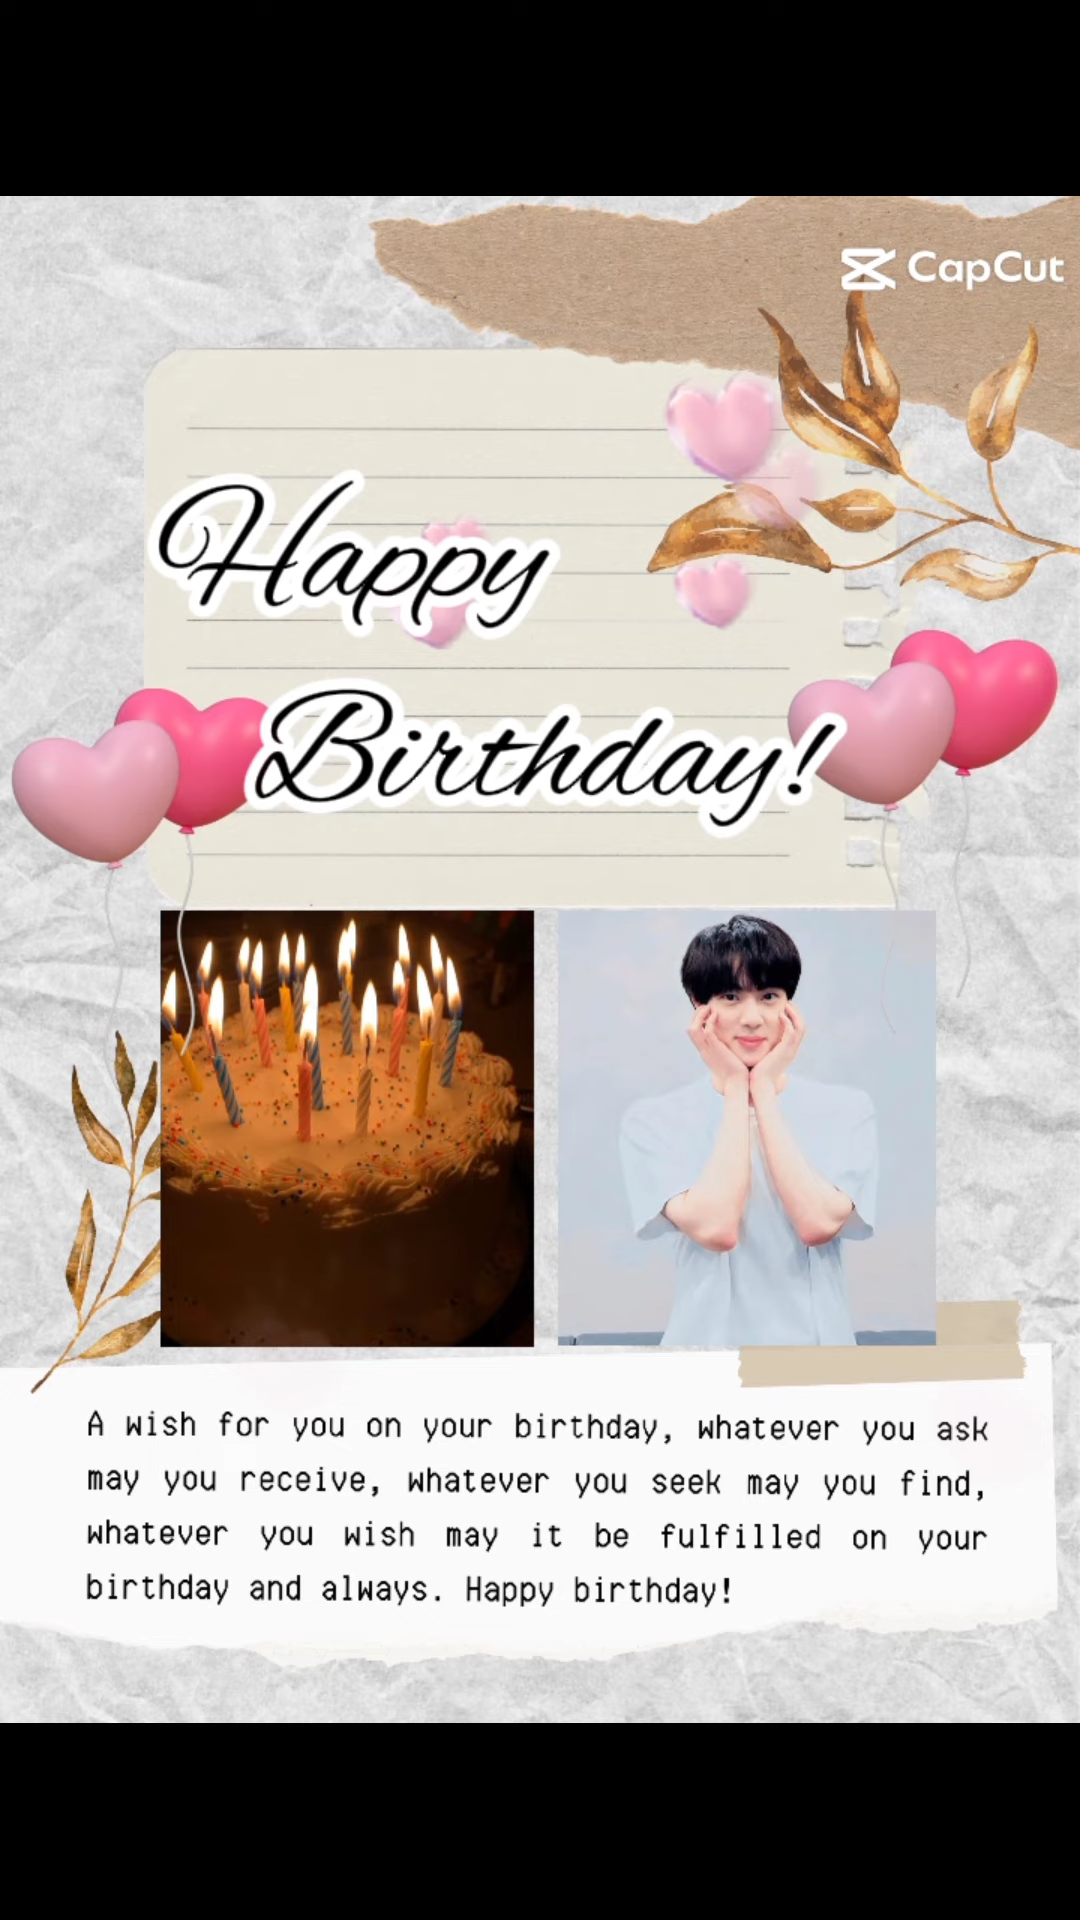 CapCut
Happy
Birthday!
A wish for you on your birthday, whatever you ask
may you receive, whatever you seek may you find,
whatever you wish may it be fulfilled on your
birthday and always. Happy birthday!